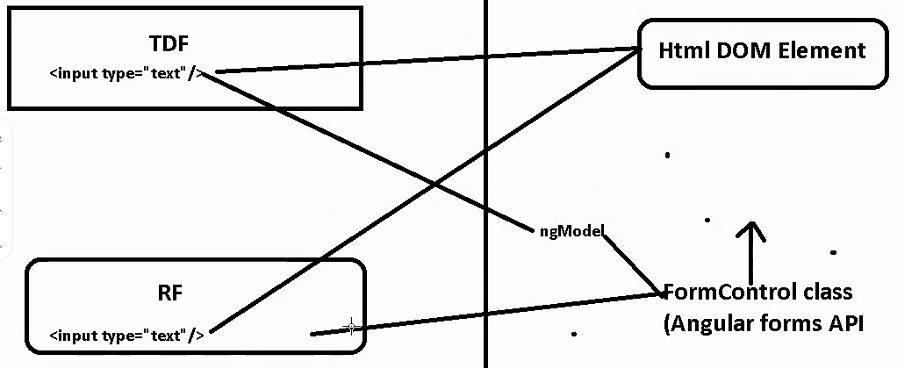 TDF
<input type="text"/>
Html DOM Element
ngModel
RF
<input type="text"/>
FormControl class
(Angular forms API